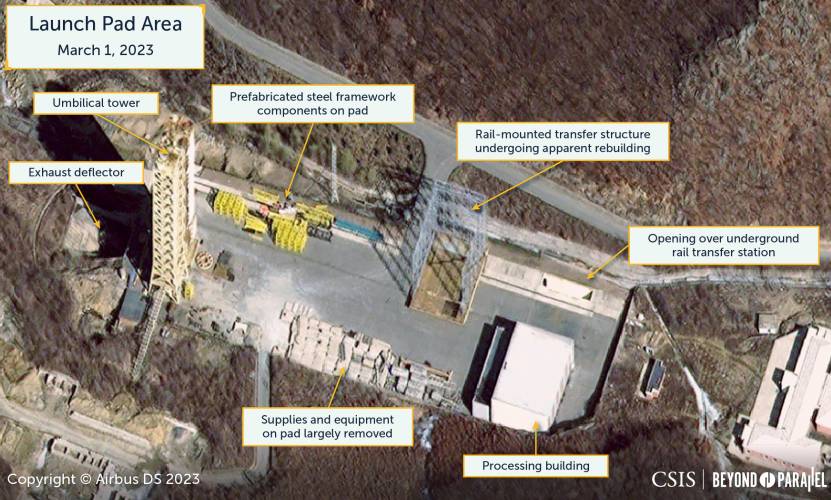 Launch Pad Area
March 1, 2023
Umbilical tower
Prefabricated steel framework
components on pad
Rail-mounted transfer structure
undergoing apparent rebuilding
Exhaust deflector
Opening over underground
rail transfer station
Supplies and equipment
on pad largely removed
Processing building
Copyright © Airbus DS 2023
CSIS | BEYOND PARALLEL